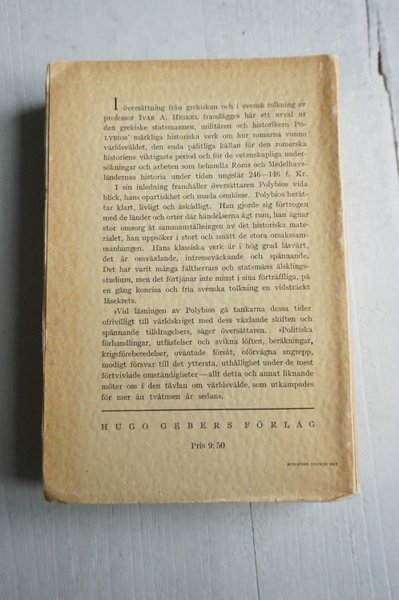 I översättning från grekiskan och i svensk tolkning av
professor IVAR A. HEIKEL framlägges här ett urval ur
den grekiske statsmannen, militären och historikern PO-
LYBIOS' märkliga historiska verk om hur romarna vunno
världsväldet, den enda pålitliga källan för den romerska
historiens viktigaste period och för de vetenskapliga under-
sökningar och arbeten som behandla Roms och Medelhavs-
ländernas historia under tiden ungefär 246—146 f. Kr.
I sin inledning framhåller översättaren Polybios vida
blick, hans opartiskhet och sunda omdöme. Polybios berät-
tar klart, livligt och åskådligt. Han gjorde sig förtrogen
med de länder och orter där händelserna ägt rum, han ägnar
stor omsorg åt sammanställningen av det historiska mate-
rialet, han uppsöker i stort och smått de stora orsakssam-
manhangen. Hans klassiska verk är i hög grad läsvärt,
det är omväxlande, intresseväckande och spännande.
Det har varit många fältherrars och statsmäns älsklings-
studium, men det förtjänar inte minst i sina förträffliga, på
en gång koncisa och fria svenska tolkning en vidsträckt
läsekrets.
»Vid läsningen av Polybios gå tankarna dessa tider
ofrivilligt till världskriget med dess växlande skiften och
spännande tilldragelser», säger översättaren. »Politiska
förhandlingar, utfästelser och svikna löften, beräkningar,
krigsförberedelser, oväntade försåt, oförvägna angrepp,
modigt försvar till det yttersta, uthållighet under de mest
förtvivlade omständigheter—allt detta och annat liknande
möter oss i den tävlan om världsvälde, som utkämpades
för mer än tvåtusen år sedan».
HUGO GEBERS FÖRLAG
Pris 9:50